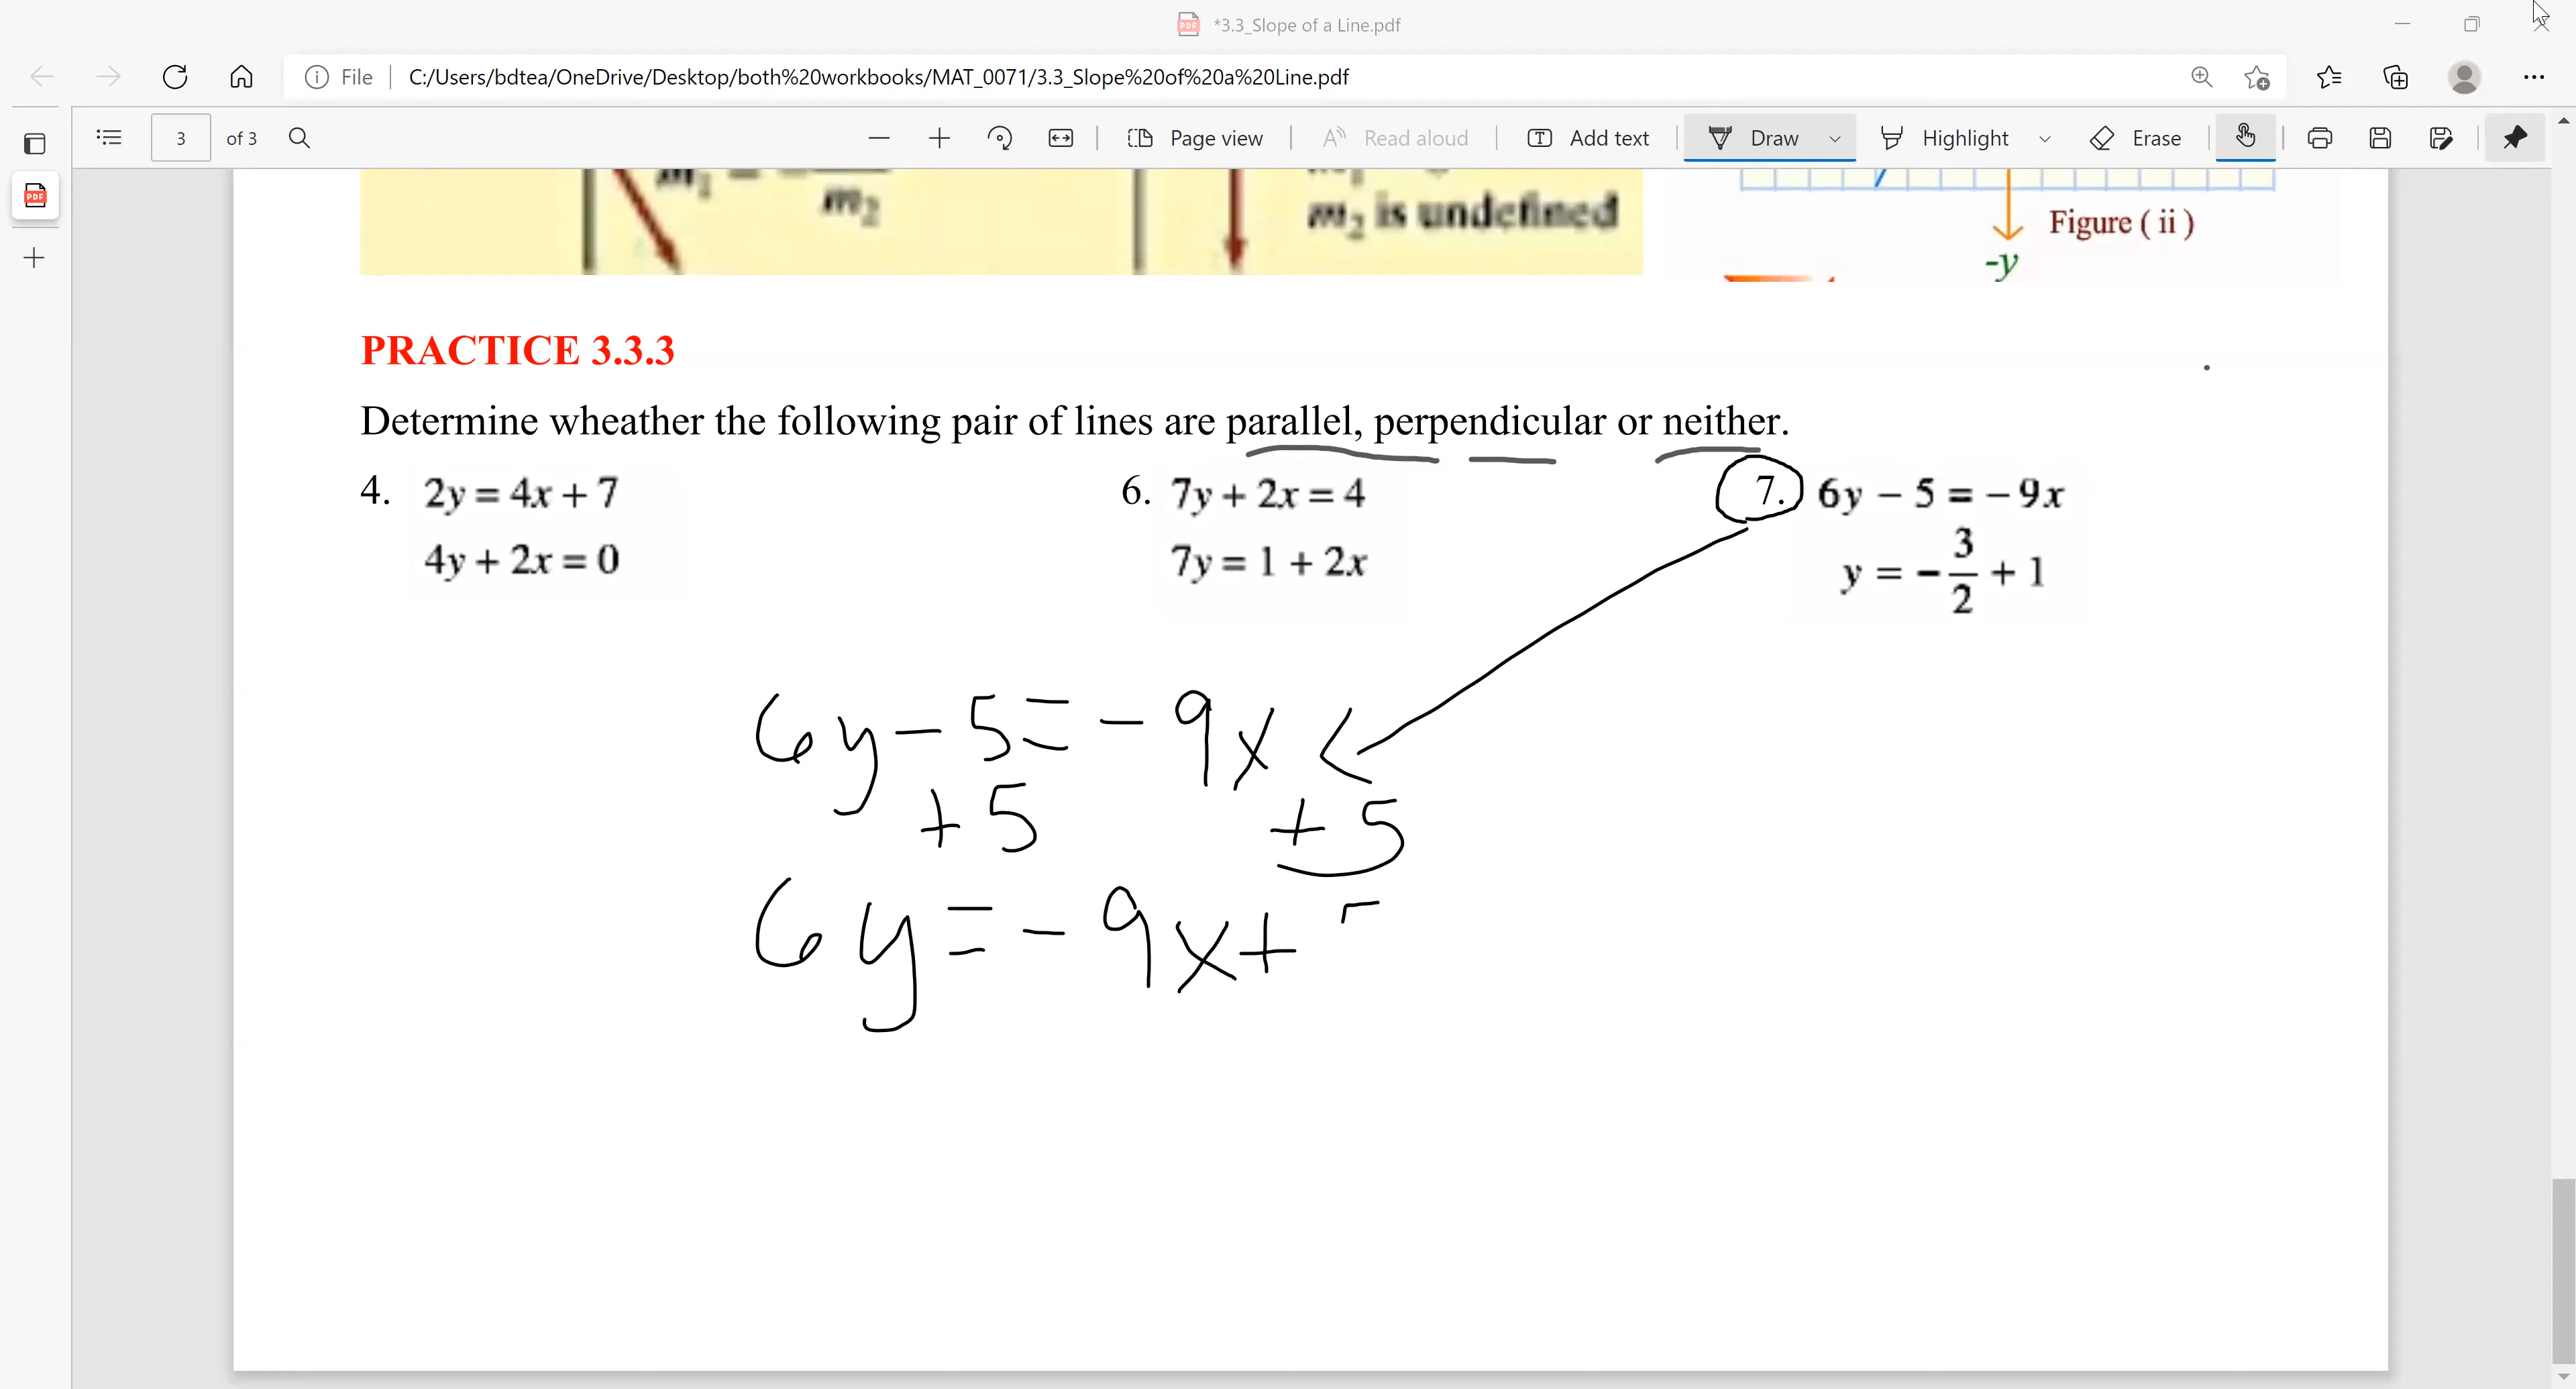 *3.3_Slope of a Line.pdf
File
C:/Users/bdtea/OneDrive/Desktop/both%20workbooks/MAT_0071/3.3_Slope%20of%20a%20Line.pdf
3 of 3
Page view
Read aloud
Add text
Draw
Highlight
Erase
m₁ =
m₂
m₂ is undefined
Figure ( ii )
-y
PRACTICE 3.3.3
Determine wheather the following pair of lines are parallel, perpendicular or neither.
4. 2y = 4x + 7
4y + 2x = 0
6. 7y + 2x = 4
7y = 1 + 2x
7. 6y − 5 = − 9x
y = -3/2 + 1
6y - 5 = - 9x
+ 5 + 5
6y = - 9x +